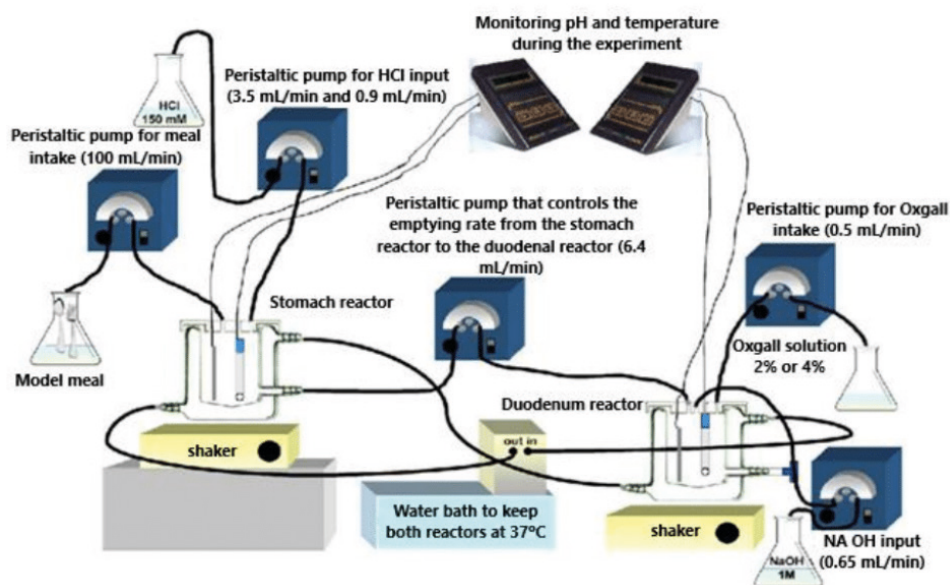 Monitoring pH and temperature
during the experiment
Peristaltic pump for HCl input
(3.5 mL/min and 0.9 mL/min)
HCl
150 mM
Peristaltic pump for meal
intake (100 mL/min)
Peristaltic pump that controls the
emptying rate from the stomach
reactor to the duodenal reactor (6.4
mL/min)
Peristaltic pump for Oxgall
intake (0.5 mL/min)
Stomach reactor
Model meal
Oxgall solution
2% or 4%
Duodenum reactor
shaker
out in
Water bath to keep
both reactors at 37°C
shaker
NaOH
1M
NA OH input
(0.65 mL/min)